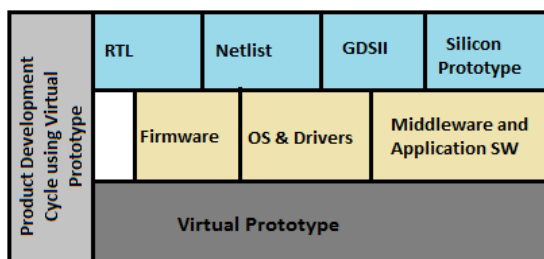 Product Development
Cycle using Virtual
Prototype
RTL
Netlist
GDSII
Silicon
Prototype
Firmware
OS & Drivers
Middleware and
Application SW
Virtual Prototype